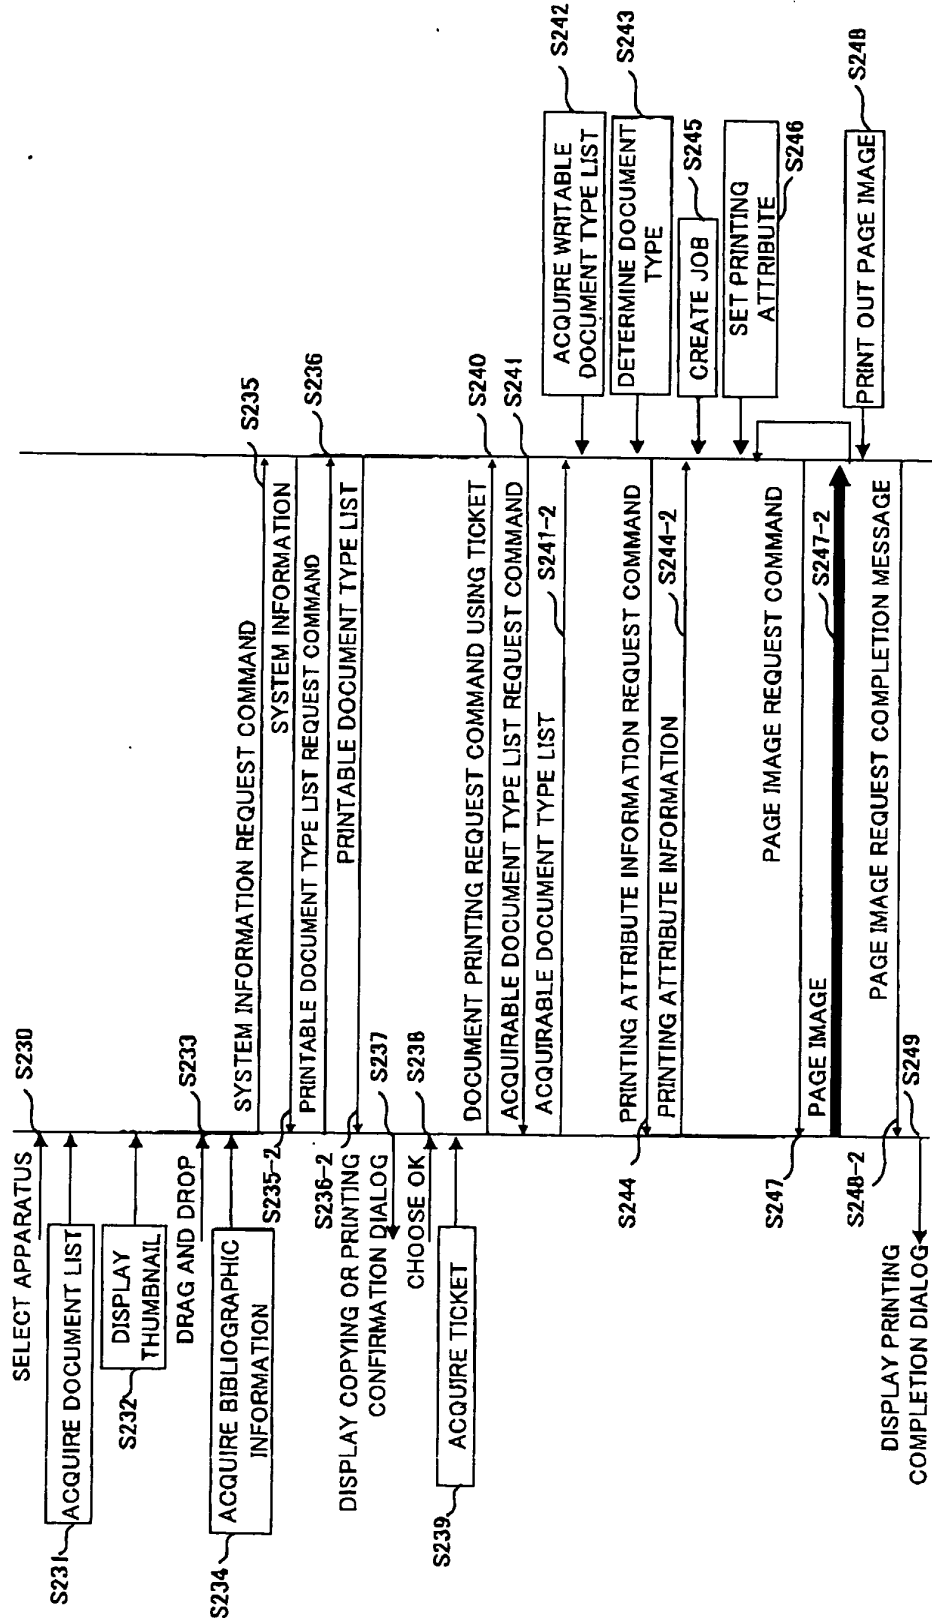 SELECT APPARATUS
S230
ACQUIRE DOCUMENT LIST
S231
DISPLAY
THUMBNAIL
S232
DRAG AND DROP
S233
ACQUIRE BIBLIOGRAPHIC
INFORMATION
S234
SYSTEM INFORMATION REQUEST COMMAND
S235
SYSTEM INFORMATION
S235-2
PRINTABLE DOCUMENT TYPE LIST REQUEST COMMAND
S236
PRINTABLE DOCUMENT TYPE LIST
S236-2
DISPLAY COPYING OR PRINTING
CONFIRMATION DIALOG
S237
CHOOSE OK
S238
ACQUIRE TICKET
S239
DOCUMENT PRINTING REQUEST COMMAND USING TICKET
S240
ACQUIRABLE DOCUMENT TYPE LIST REQUEST COMMAND
S241
ACQUIRABLE DOCUMENT TYPE LIST
S241-2
ACQUIRE WRITABLE
DOCUMENT TYPE LIST
S242
DETERMINE DOCUMENT
TYPE
S243
PRINTING ATTRIBUTE INFORMATION REQUEST COMMAND
S244
PRINTING ATTRIBUTE INFORMATION
S244-2
CREATE JOB
S245
SET PRINTING
ATTRIBUTE
S246
PAGE IMAGE REQUEST COMMAND
S247
PAGE IMAGE
S247-2
PRINT OUT PAGE IMAGE
S248
PAGE IMAGE REQUEST COMPLETION MESSAGE
S248-2
DISPLAY PRINTING
COMPLETION DIALOG
S249